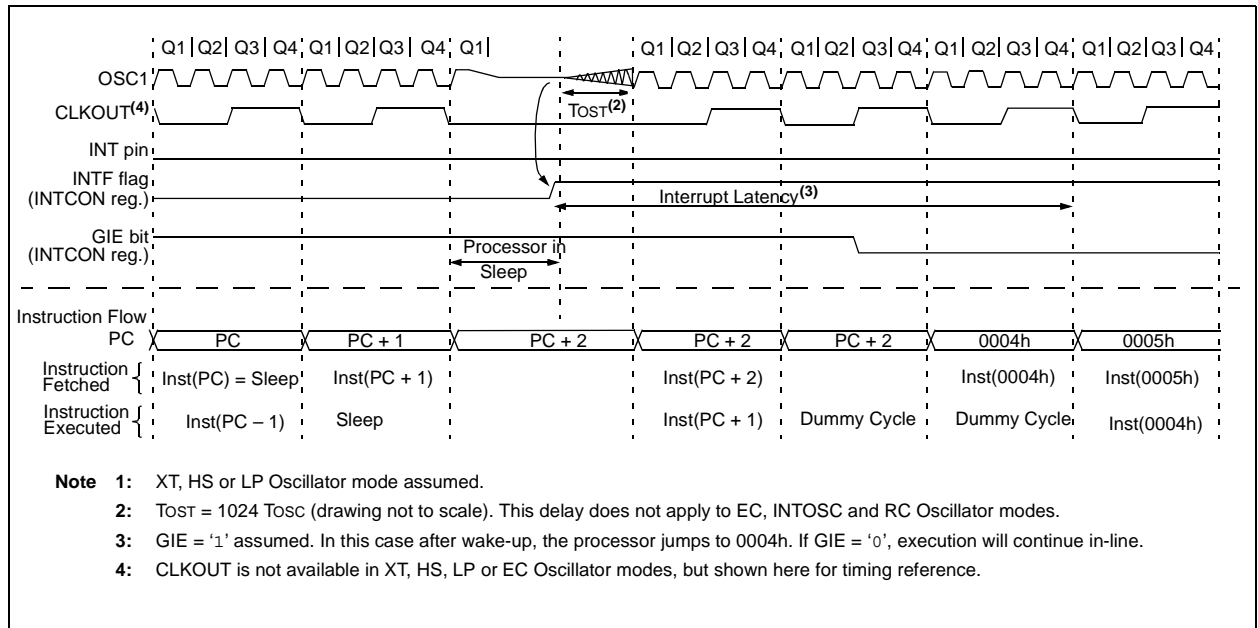 Q1 Q2 Q3 Q4 Q1 Q2 Q3 Q4 Q1 Q1 Q2 Q3 Q4 Q1 Q2 Q3 Q4 Q1 Q2 Q3 Q4 Q1 Q2 Q3 Q4
OSC1
TOST(2)
CLKOUT(4)
INT pin
INTF flag
(INTCON reg.)
Interrupt Latency(3)
GIE bit
(INTCON reg.)
Processor in
Sleep
Instruction Flow
PC PC PC + 1 PC + 2 PC + 2 PC + 2 0004h 0005h
Instruction
Fetched
Inst(PC) = Sleep Inst(PC + 1) Inst(PC + 2) Inst(0004h) Inst(0005h)
Instruction
Executed
Inst(PC – 1) Sleep Inst(PC + 1) Dummy Cycle Dummy Cycle Inst(0004h)
Note 1: XT, HS or LP Oscillator mode assumed.
2: TOST = 1024 TOSC (drawing not to scale). This delay does not apply to EC, INTOSC and RC Oscillator modes.
3: GIE = ‘1’ assumed. In this case after wake-up, the processor jumps to 0004h. If GIE = ‘0’, execution will continue in-line.
4: CLKOUT is not available in XT, HS, LP or EC Oscillator modes, but shown here for timing reference.